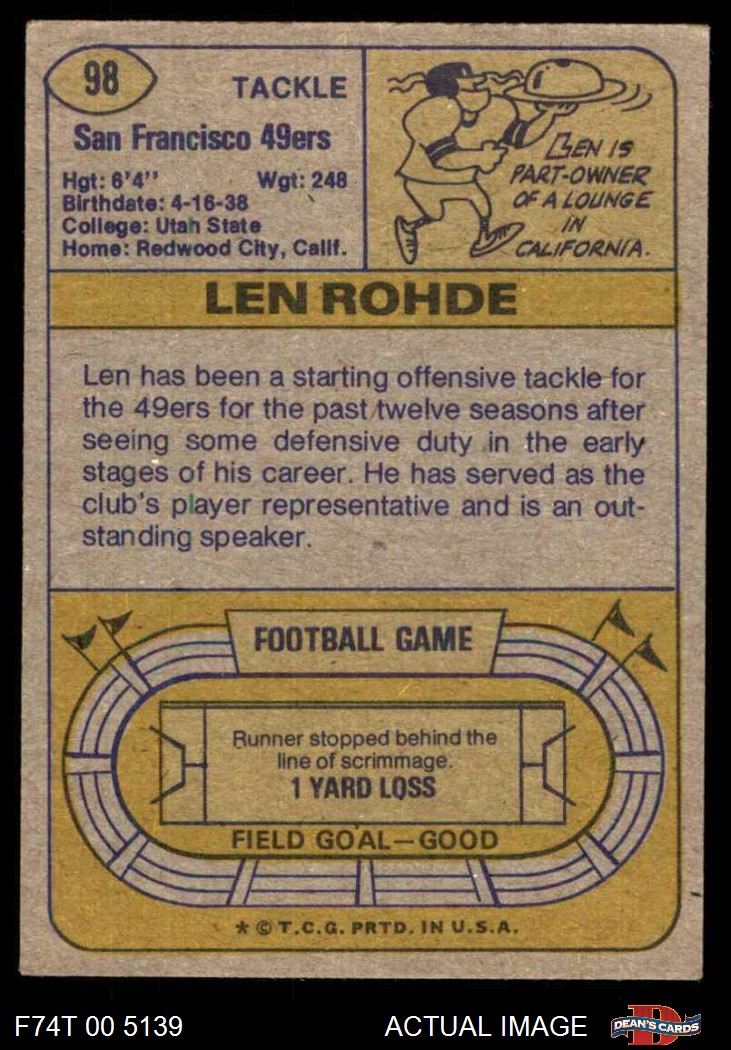 98
TACKLE
San Francisco 49ers
Hgt: 6'4" Wgt: 248
Birthdate: 4-16-38
College: Utah State
Home: Redwood City, Calif.
LEN IS
PART-OWNER
OF A LOUNGE
IN
CALIFORNIA.
LEN ROHDE
Len has been a starting offensive tackle for
the 49ers for the past twelve seasons after
seeing some defensive duty in the early
stages of his career. He has served as the
club's player representative and is an out-
standing speaker.
FOOTBALL GAME
Runner stopped behind the
line of scrimmage.
1 YARD LOSS
FIELD GOAL—GOOD
* © T.C.G. PRTD. IN U.S.A.
F74T 00 5139 ACTUAL IMAGE
D
DEAN'S CARDS